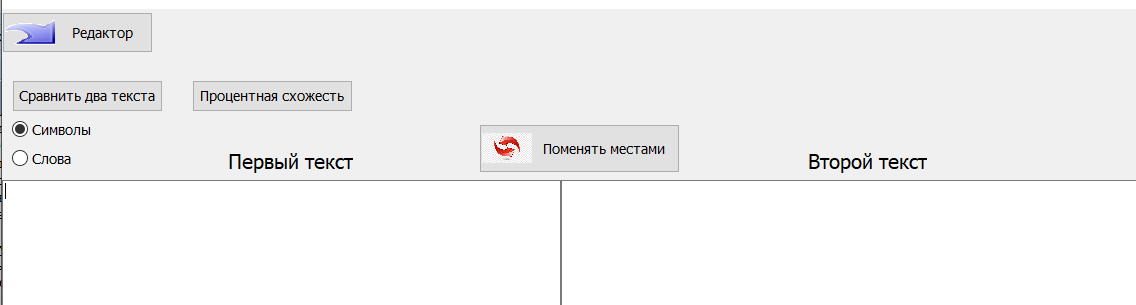 Редактор
Сравнить два текста
Процентная схожесть
Символы
Слова
Первый текст
Поменять местами
Второй текст